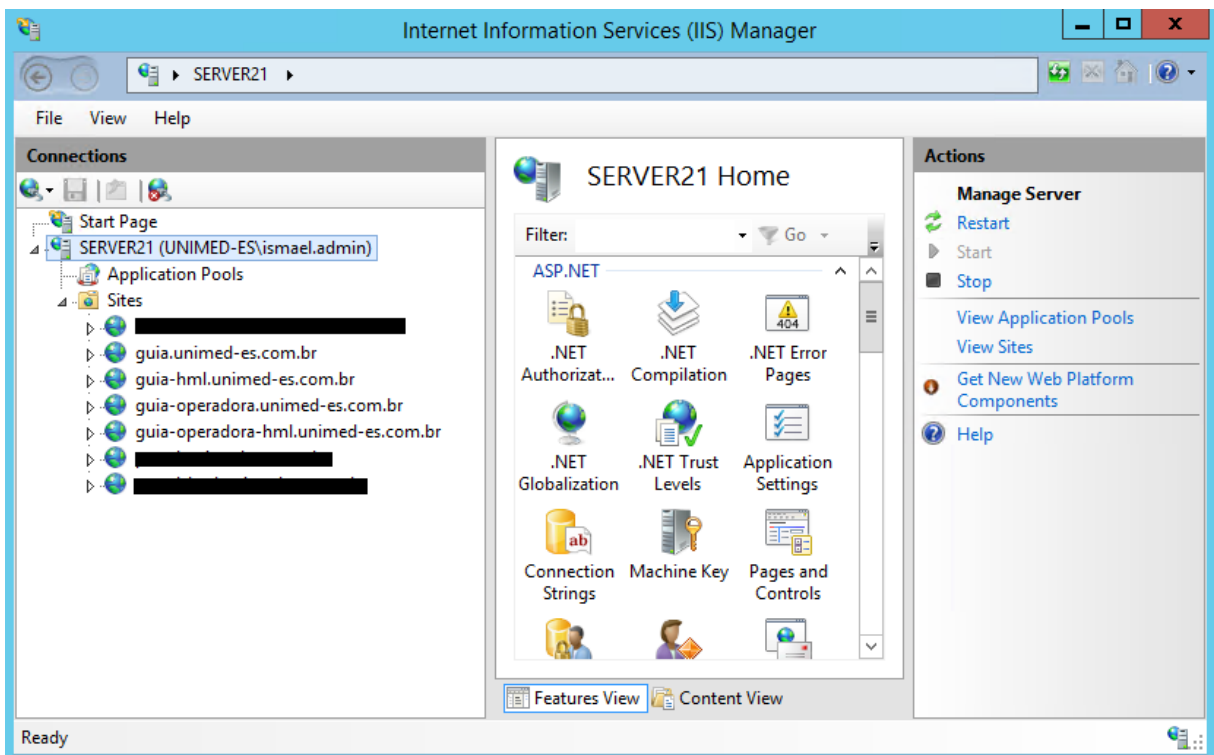 Internet Information Services (IIS) Manager
SERVER21
File View Help
Connections
Start Page
SERVER21 (UNIMED-ES\ismael.admin)
Application Pools
Sites
guia.unimed-es.com.br
guia-hml.unimed-es.com.br
guia-operadora.unimed-es.com.br
guia-operadora-hml.unimed-es.com.br
SERVER21 Home
Filter: Go
ASP.NET
.NET Authorizat...
.NET Compilation
404
.NET Error Pages
.NET Globalization
.NET Trust Levels
Application Settings
ab
Connection Strings
Machine Key
Pages and Controls
Features View Content View
Actions
Manage Server
Restart
Start
Stop
View Application Pools
View Sites
Get New Web Platform
Components
Help
Ready